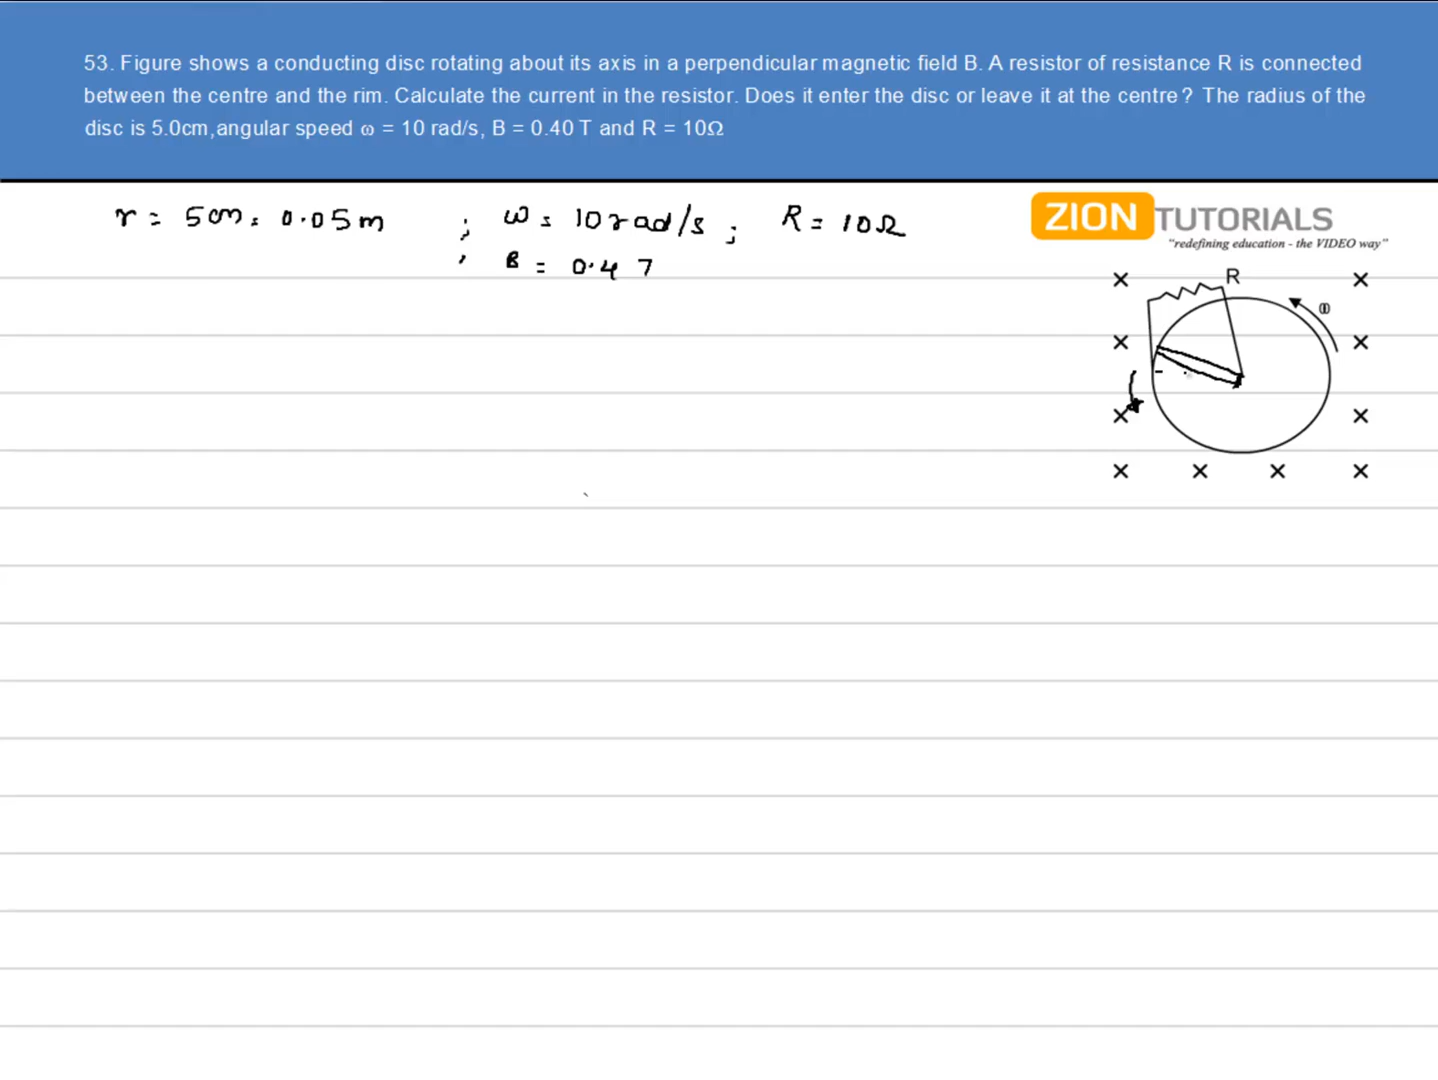 53. Figure shows a conducting disc rotating about its axis in a perpendicular magnetic field B. A resistor of resistance R is connected
between the centre and the rim. Calculate the current in the resistor. Does it enter the disc or leave it at the centre? The radius of the
disc is 5.0cm,angular speed ω = 10 rad/s, B = 0.40 T and R = 10Ω
r = 5cm = 0.05m ; ω = 10 rad/s ; R = 10Ω
; B = 0.4 T
ZION TUTORIALS
"redefining education - the VIDEO way"
× R ×
ω
× ×
× ×
× × × ×